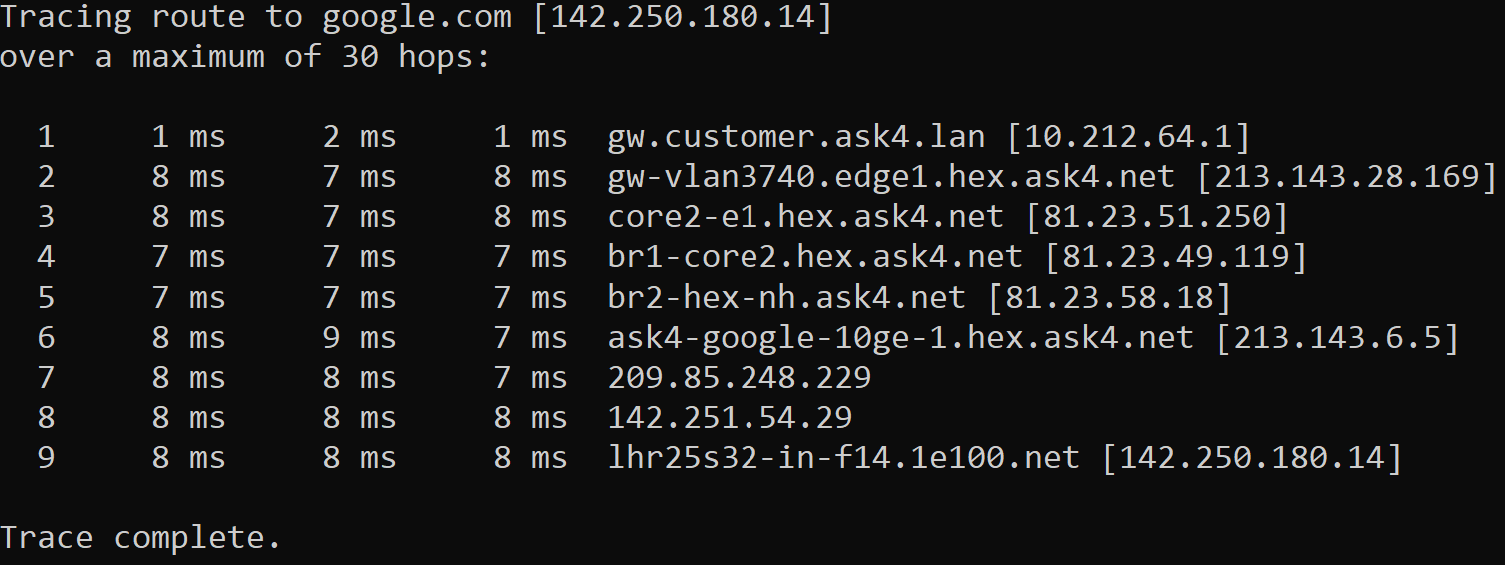 Tracing route to google.com [142.250.180.14]
over a maximum of 30 hops:
1 1 ms 2 ms 1 ms gw.customer.ask4.lan [10.212.64.1]
2 8 ms 7 ms 8 ms gw-vlan3740.edge1.hex.ask4.net [213.143.28.169]
3 8 ms 7 ms 8 ms core2-e1.hex.ask4.net [81.23.51.250]
4 7 ms 7 ms 7 ms br1-core2.hex.ask4.net [81.23.49.119]
5 7 ms 7 ms 7 ms br2-hex-nh.ask4.net [81.23.58.18]
6 8 ms 9 ms 7 ms ask4-google-10ge-1.hex.ask4.net [213.143.6.5]
7 8 ms 8 ms 7 ms 209.85.248.229
8 8 ms 8 ms 8 ms 142.251.54.29
9 8 ms 8 ms 8 ms lhr25s32-in-f14.1e100.net [142.250.180.14]
Trace complete.